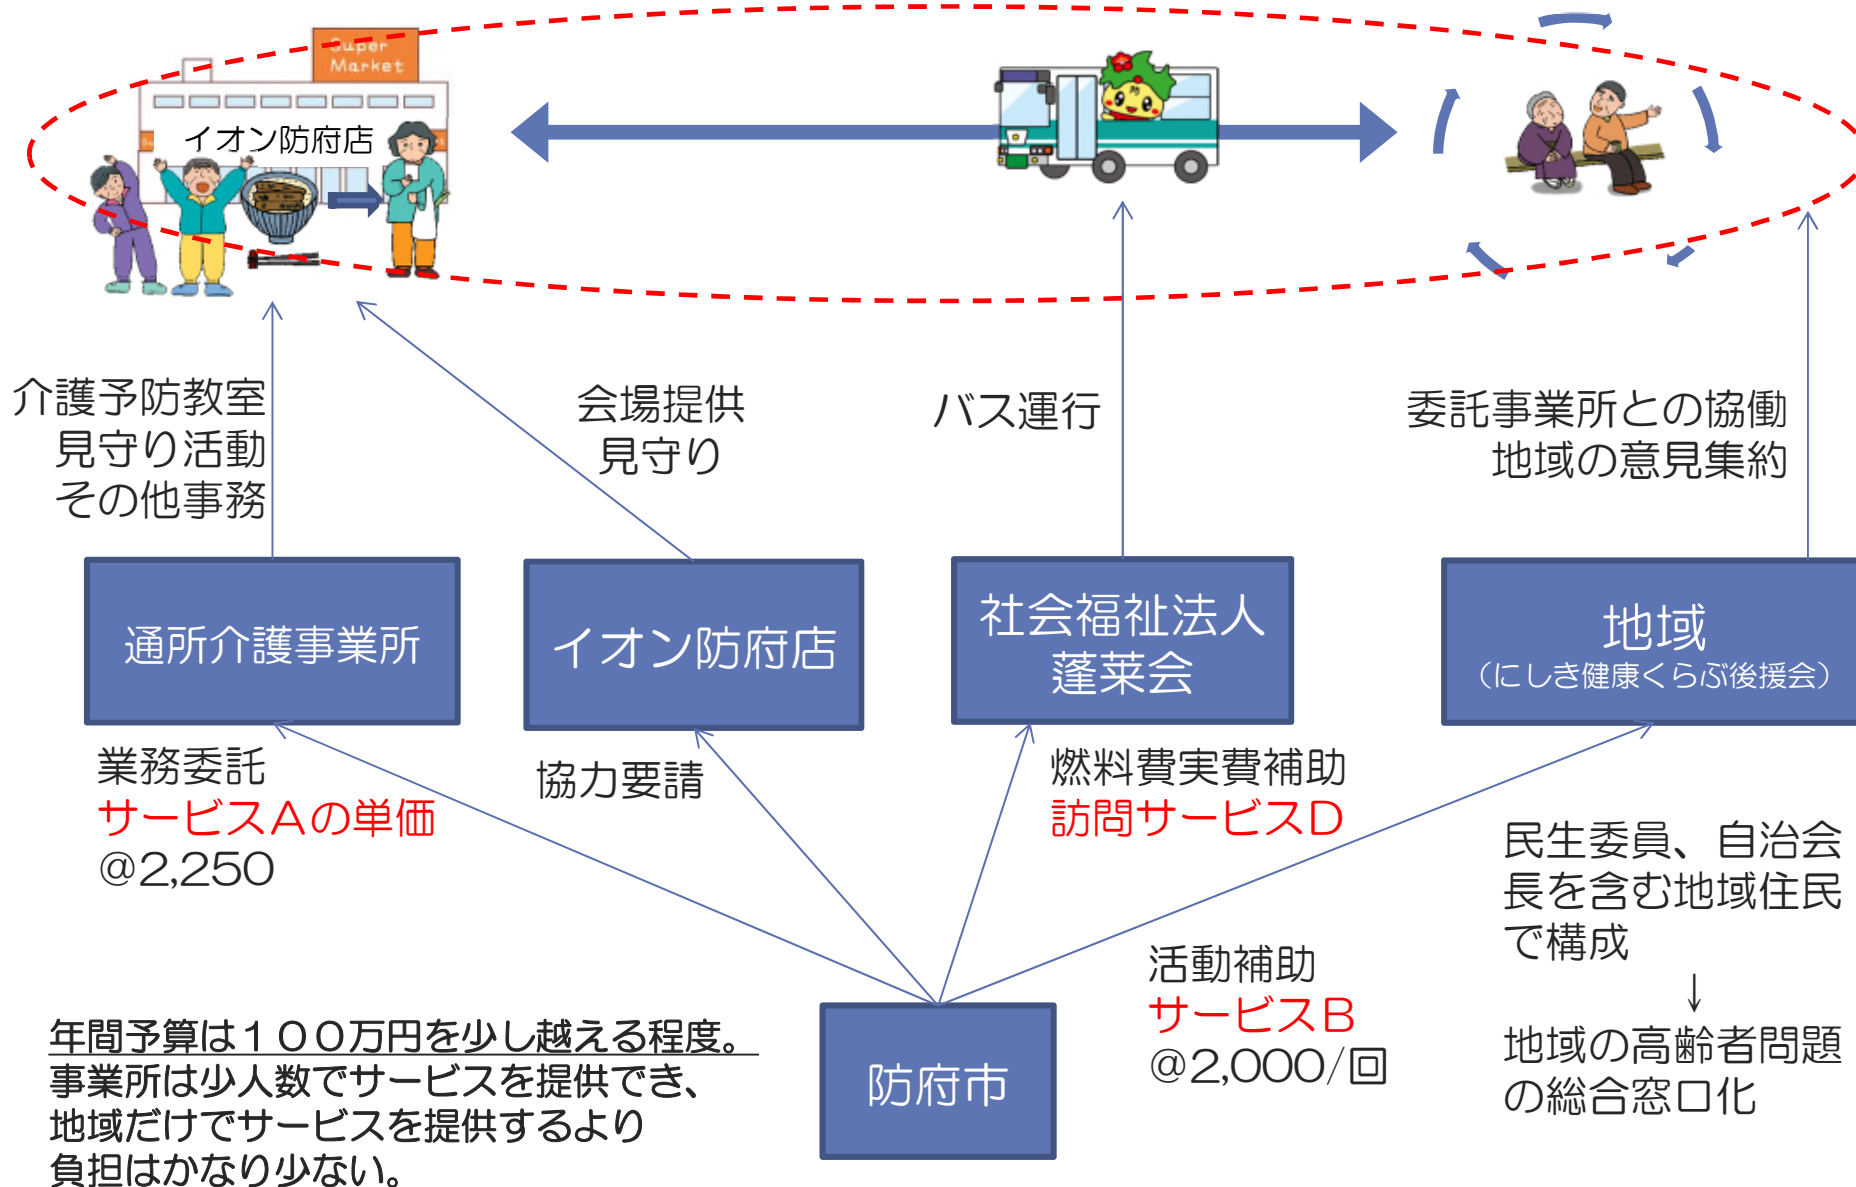 Super
Market
イオン防府店
介護予防教室
見守り活動
その他事務
会場提供
見守り
バス運行
委託事業所との協働
地域の意見集約
通所介護事業所
イオン防府店
社会福祉法人
蓬莱会
地域
（にしき健康くらぶ後援会）
業務委託
サービスAの単価
@2,250
協力要請
燃料費実費補助
訪問サービスD
活動補助
サービスB
@2,000/回
民生委員、自治会
長を含む地域住民
で構成
↓
地域の高齢者問題
の総合窓口化
防府市
年間予算は１００万円を少し越える程度。
事業所は少人数でサービスを提供でき、
地域だけでサービスを提供するより
負担はかなり少ない。